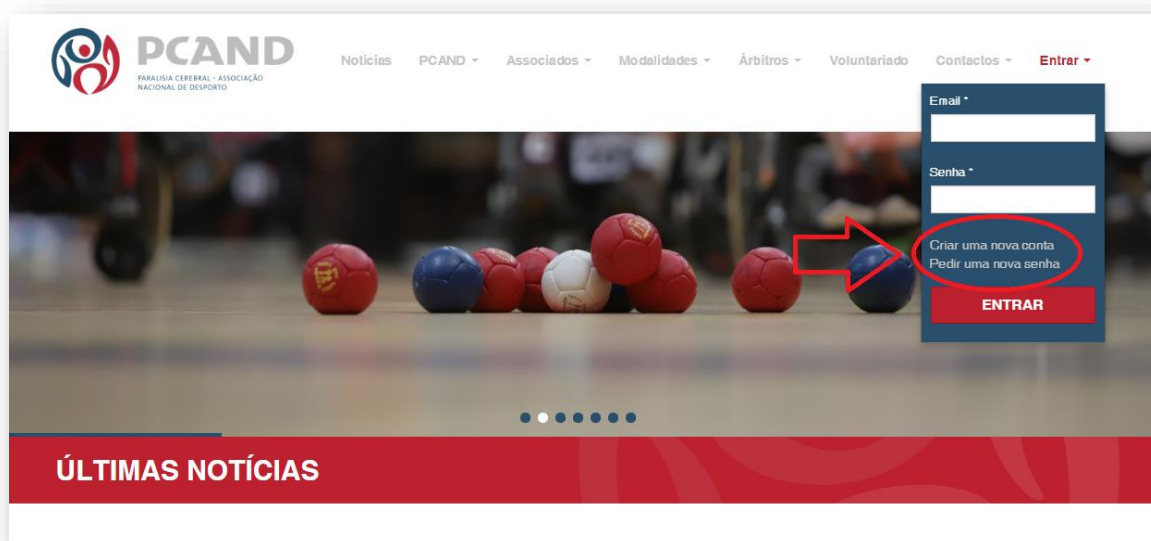 PCAND
PARALISIA CEREBRAL - ASSOCIAÇÃO
NACIONAL DE DESPORTO
Notícias PCAND Associados Modalidades Árbitros Voluntariado Contactos Entrar
Email *
Senha *
Criar uma nova conta
Pedir uma nova senha
ENTRAR
ÚLTIMAS NOTÍCIAS